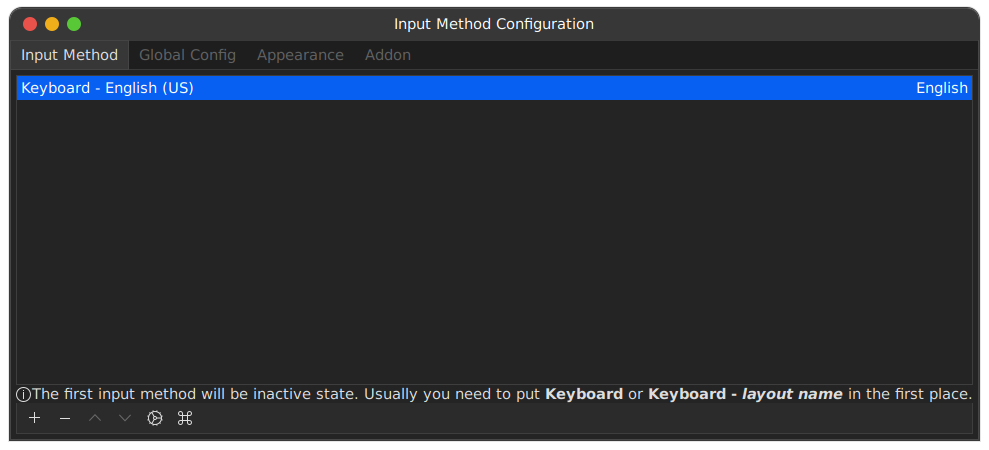 Input Method Configuration
Input Method Global Config Appearance Addon
Keyboard - English (US) English
The first input method will be inactive state. Usually you need to put Keyboard or Keyboard - layout name in the first place.